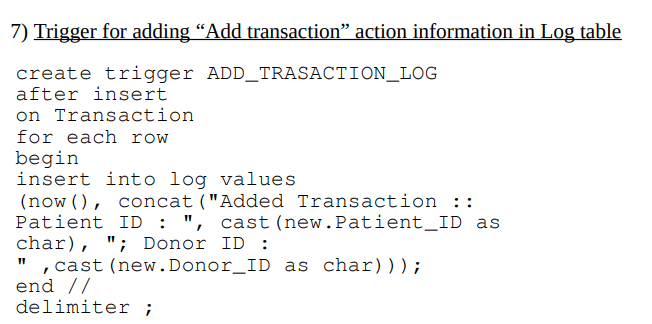 7) Trigger for adding “Add transaction” action information in Log table
create trigger ADD_TRASACTION_LOG
after insert
on Transaction
for each row
begin
insert into log values
(now(), concat("Added Transaction ::
Patient ID : ", cast(new.Patient_ID as
char), "; Donor ID :
" ,cast(new.Donor_ID as char)));
end //
delimiter ;